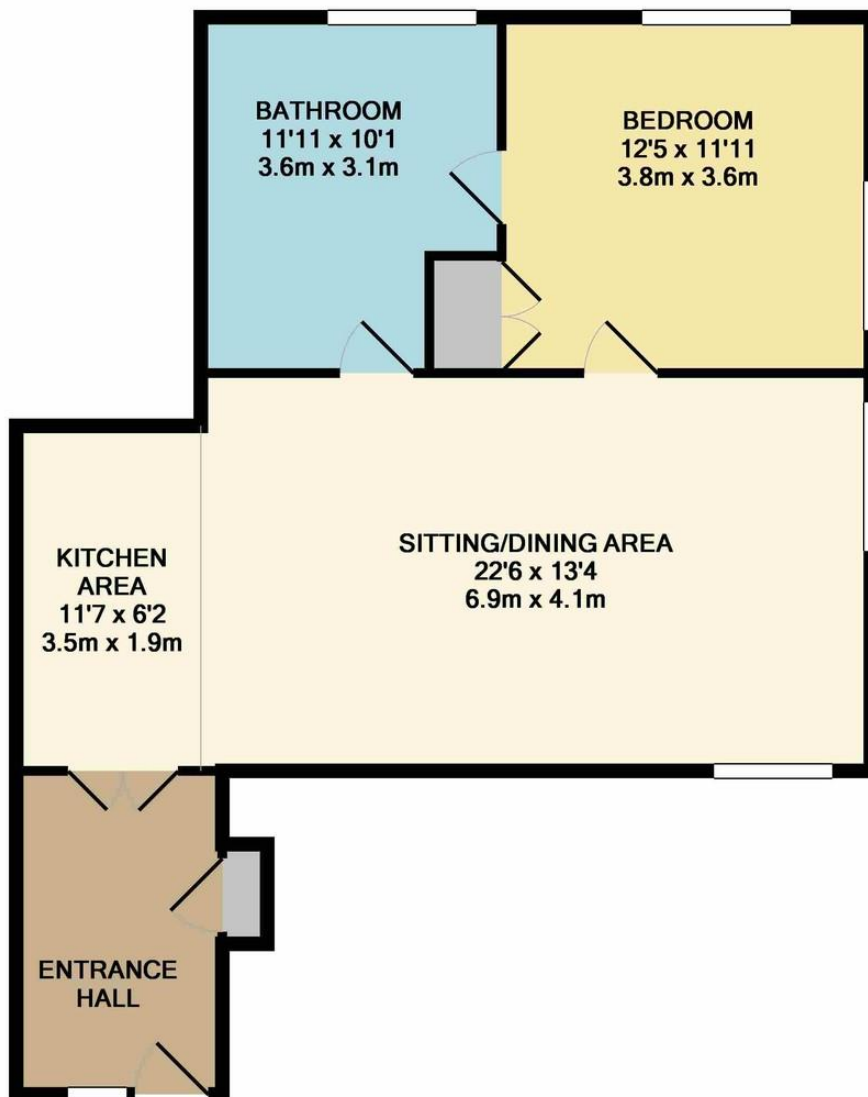 BATHROOM
11'11 x 10'1
3.6m x 3.1m
BEDROOM
12'5 x 11'11
3.8m x 3.6m
KITCHEN
AREA
11'7 x 6'2
3.5m x 1.9m
SITTING/DINING AREA
22'6 x 13'4
6.9m x 4.1m
ENTRANCE
HALL